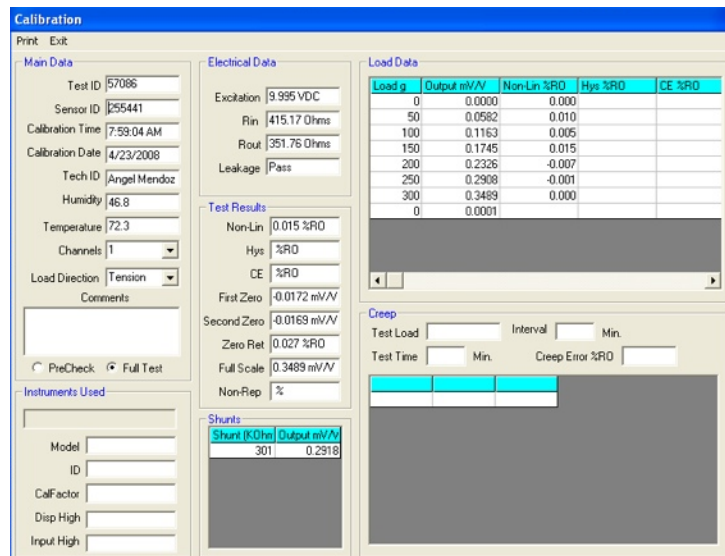 Calibration
Print Exit
Main Data
Test ID 57086
Sensor ID 255441
Calibration Time 7:59:04 AM
Calibration Date 4/23/2008
Tech ID Angel Mendoz
Humidity 46.8
Temperature 72.3
Channels 1
Load Direction Tension
Comments
PreCheck Full Test
Instruments Used
Model
ID
CalFactor
Disp High
Input High
Electrical Data
Excitation 9.995 VDC
Rin 415.17 Ohms
Rout 351.76 Ohms
Leakage Pass
Test Results
Non-Lin 0.015 %RO
Hys %RO
CE %RO
First Zero -0.0172 mV/V
Second Zero -0.0169 mV/V
Zero Ret 0.027 %RO
Full Scale 0.3489 mV/V
Non-Rep %
Shunts
Shunt (KOhm Output mV/V
301 0.2918
Load Data
Load g Output mV/V Non-Lin %RO Hys %RO CE %RO
0 0.0000 0.000
50 0.0582 0.010
100 0.1163 0.005
150 0.1745 0.015
200 0.2326 -0.007
250 0.2908 -0.001
300 0.3489 0.000
0 0.0001
Creep
Test Load Interval Min.
Test Time Min. Creep Error %RO